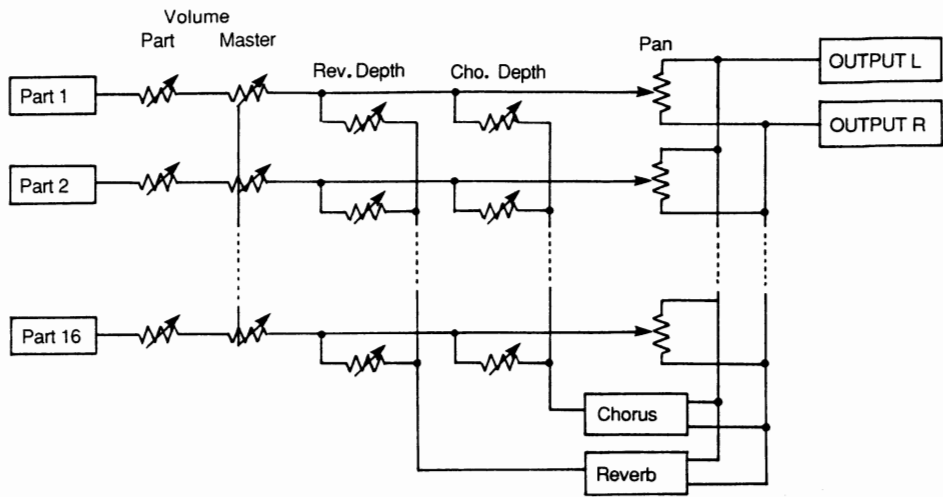 Volume
Part Master
Pan
Rev. Depth Cho. Depth
OUTPUT L
Part 1
OUTPUT R
Part 2
Part 16
Chorus
Reverb